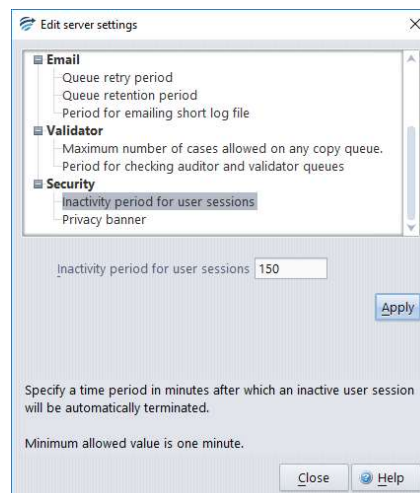 Edit server settings
Email
Queue retry period
Queue retention period
Period for emailing short log file
Validator
Maximum number of cases allowed on any copy queue.
Period for checking auditor and validator queues
Security
Inactivity period for user sessions
Privacy banner
Inactivity period for user sessions 150
Apply
Specify a time period in minutes after which an inactive user session
will be automatically terminated.
Minimum allowed value is one minute.
Close Help